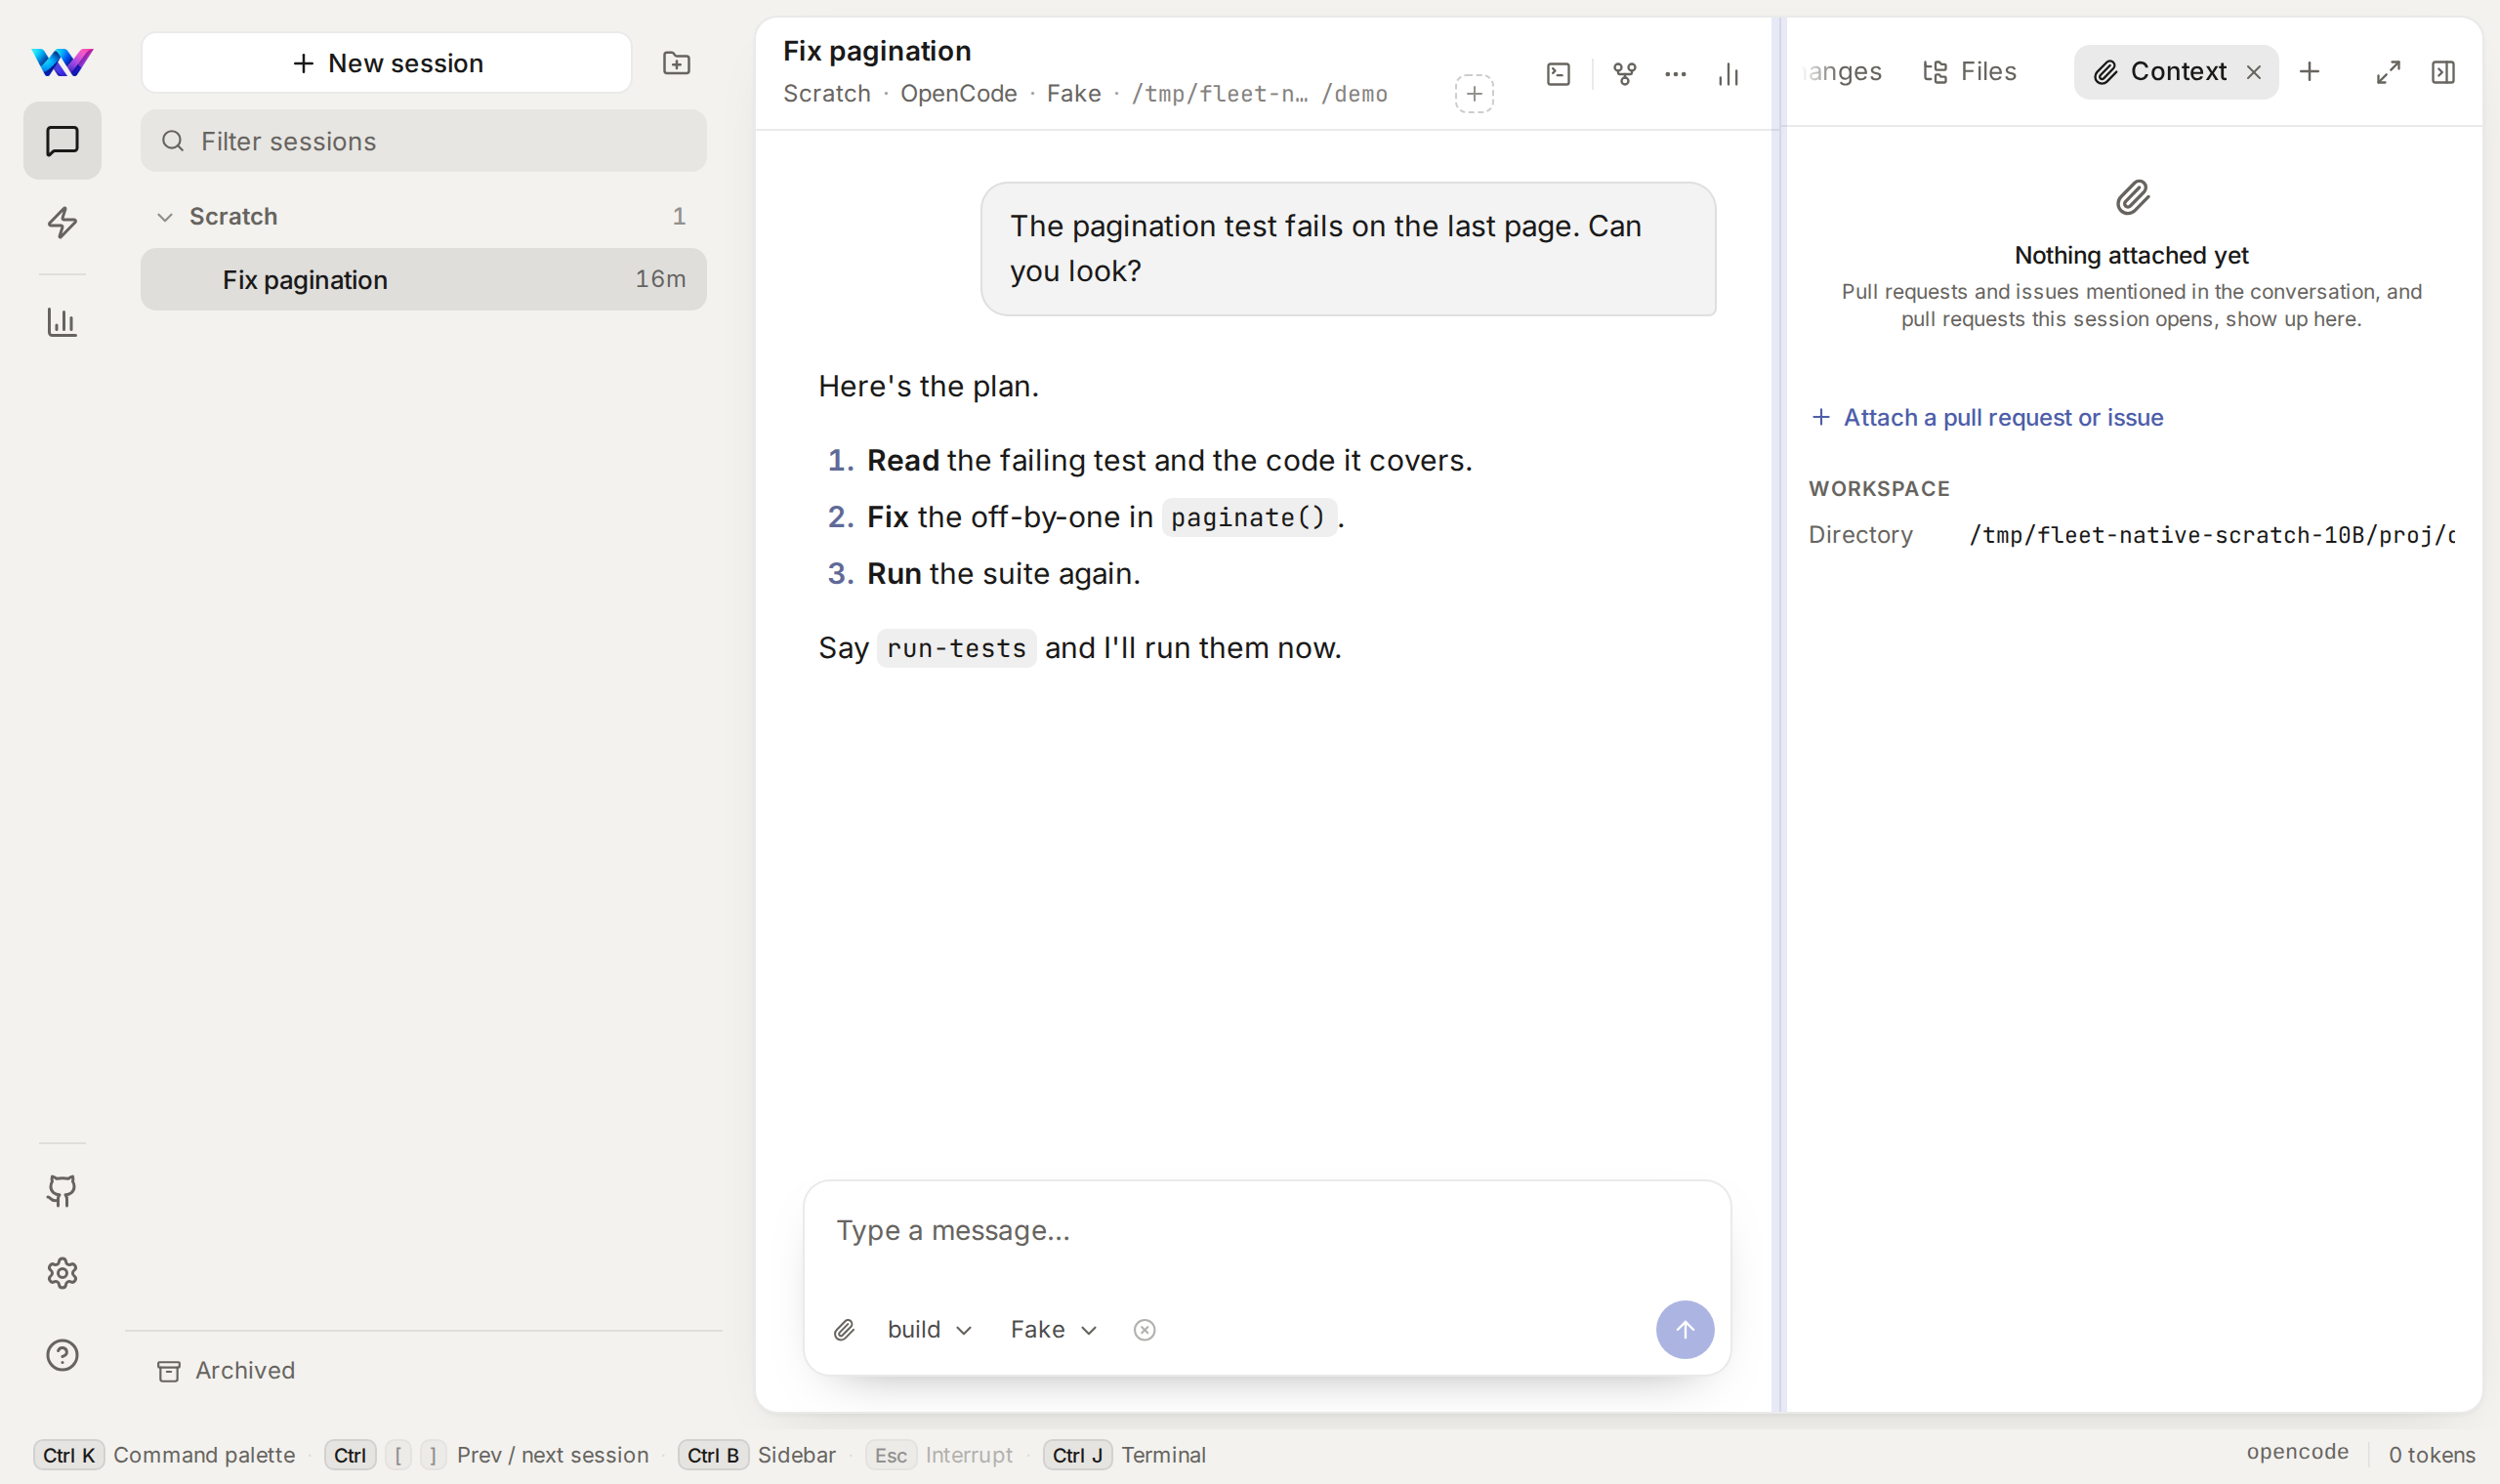 New session
Filter sessions
Scratch 1
Fix pagination 16m
Archived
Fix pagination
Scratch · OpenCode · Fake · /tmp/fleet-n… /demo
The pagination test fails on the last page. Can
you look?
Here's the plan.
1. Read the failing test and the code it covers.
2. Fix the off-by-one in paginate().
3. Run the suite again.
Say run-tests and I'll run them now.
Type a message...
build Fake
anges Files Context
Nothing attached yet
Pull requests and issues mentioned in the conversation, and
pull requests this session opens, show up here.
Attach a pull request or issue
WORKSPACE
Directory /tmp/fleet-native-scratch-10B/proj/
Ctrl K Command palette · Ctrl [ ] Prev / next session · Ctrl B Sidebar · Esc Interrupt · Ctrl J Terminal
opencode 0 tokens